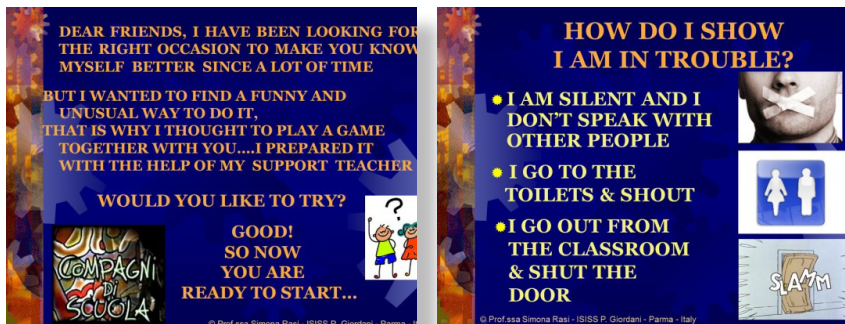 DEAR FRIENDS, I HAVE BEEN LOOKING FOR
THE RIGHT OCCASION TO MAKE YOU KNOW
MYSELF BETTER SINCE A LOT OF TIME
BUT I WANTED TO FIND A FUNNY AND
UNUSUAL WAY TO DO IT,
THAT IS WHY I THOUGHT TO PLAY A GAME
TOGETHER WITH YOU....I PREPARED IT
WITH THE HELP OF MY SUPPORT TEACHER
WOULD YOU LIKE TO TRY?
?
GOOD!
SO NOW
YOU ARE
READY TO START...
COMPAGNI
DI
SCUOLA
© Prof.ssa Simona Rasi - ISISS P. Giordani - Parma - It
HOW DO I SHOW
I AM IN TROUBLE?
I AM SILENT AND I
DON'T SPEAK WITH
OTHER PEOPLE
I GO TO THE
TOILETS & SHOUT
I GO OUT FROM
THE CLASSROOM
& SHUT THE
DOOR
SLAMM
© Prof.ssa Simona Rasi - ISISS P. Giordani - Parma - Italy